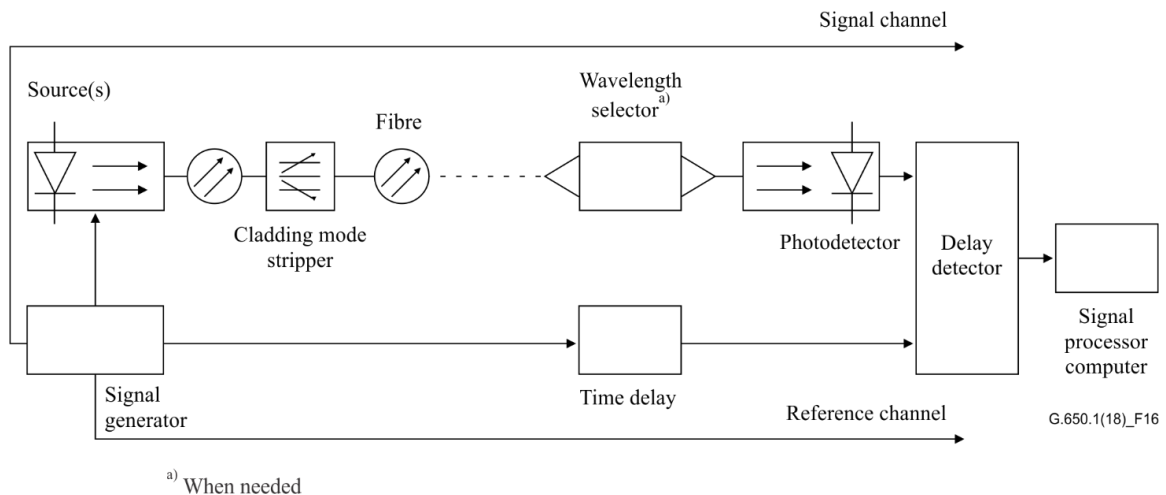 Signal channel
Source(s)
Wavelength
selector a)
Fibre
Cladding mode
stripper
Photodetector
Delay
detector
Signal
processor
computer
Signal
generator
Time delay
Reference channel
G.650.1(18)_F16
a) When needed